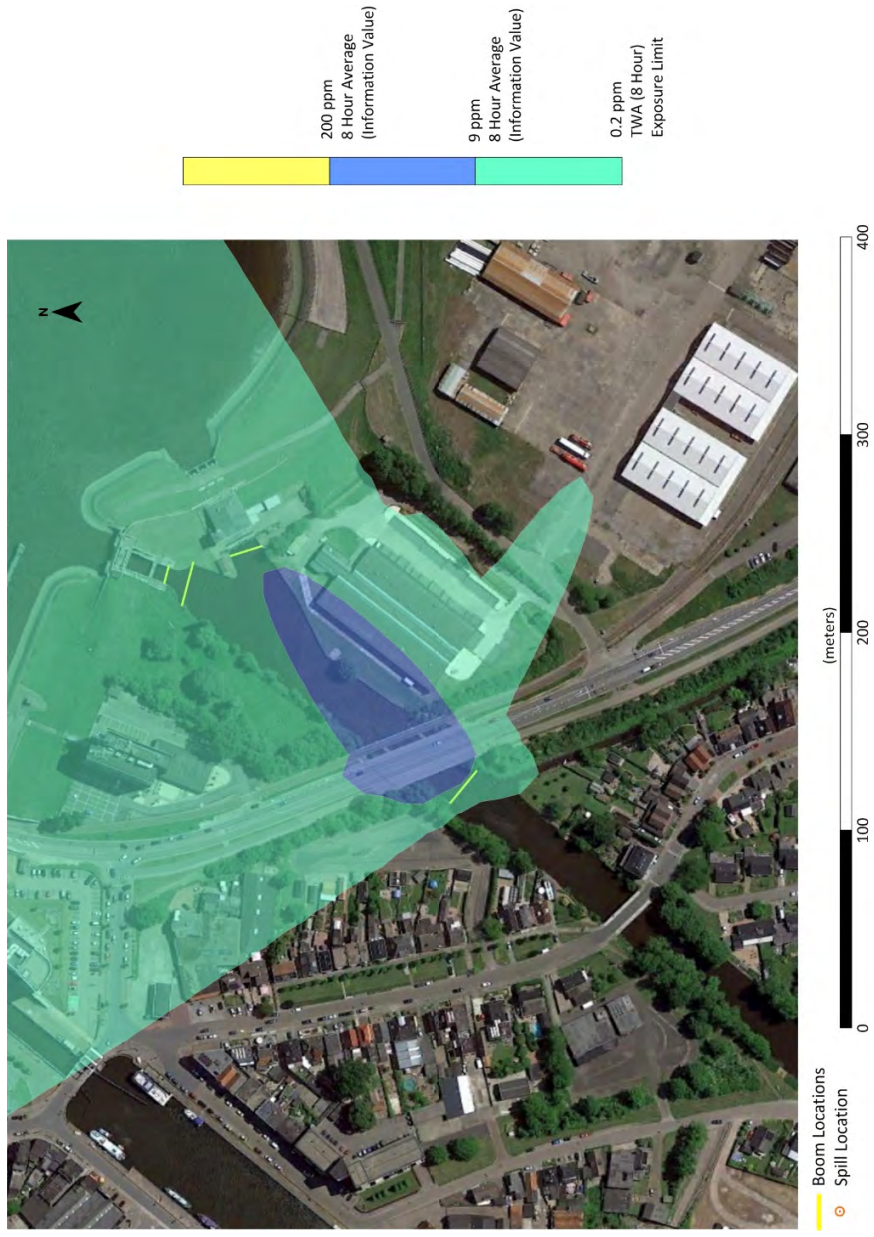 200 ppm
8 Hour Average
(Information Value)
9 ppm
8 Hour Average
(Information Value)
0.2 ppm
TWA (8 Hour)
Exposure Limit
N
Boom Locations
Spill Location
(meters)
0
100
200
300
400